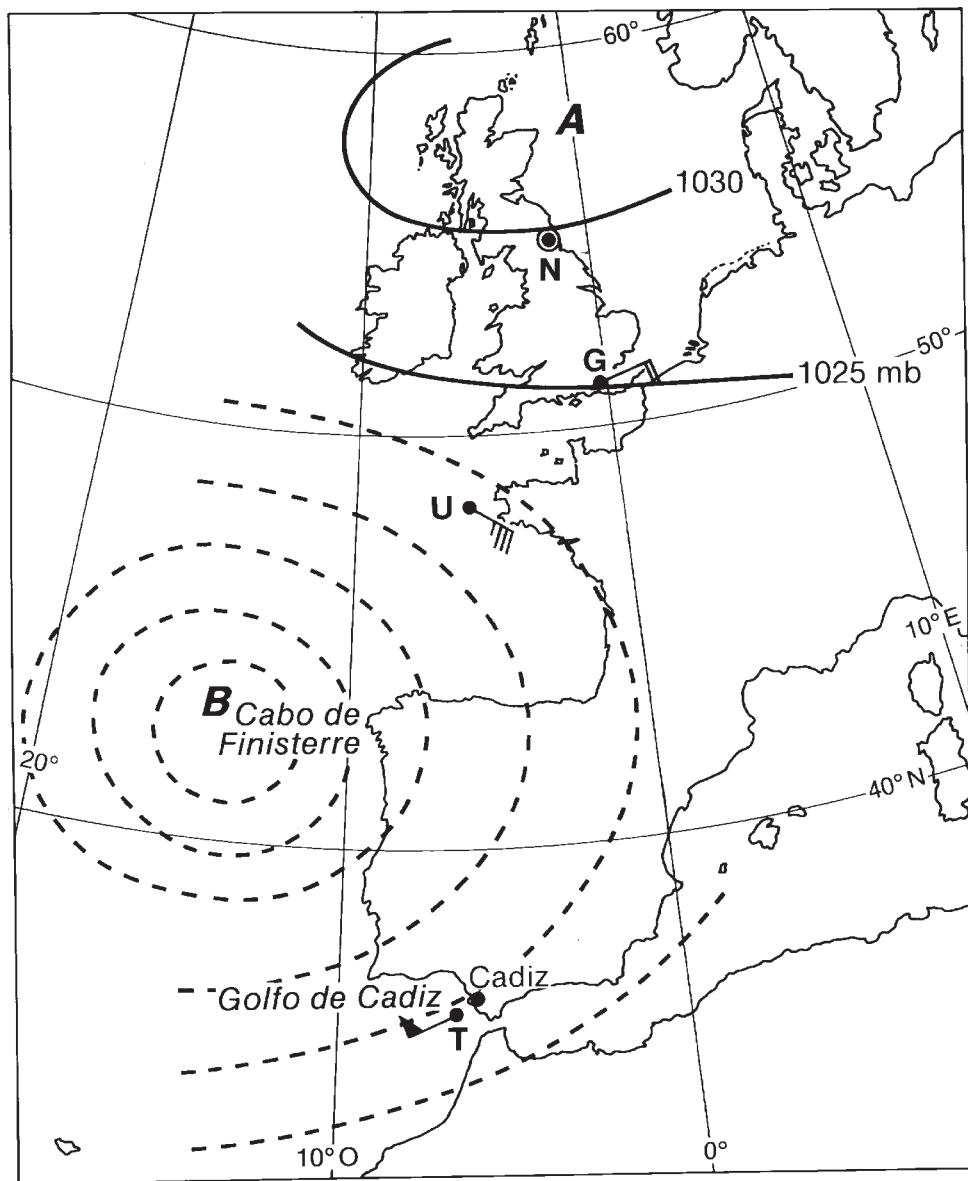 60°
A
1030
N
G
50°
1025 mb
U
10° E
B
Cabo de
Finisterre
20°
40° N
Cadiz
Golfo de Cadiz
T
10° O
0°